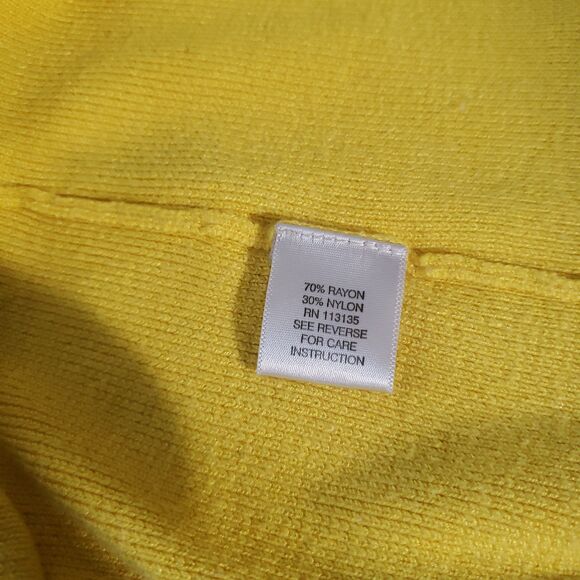 70% RAYON
30% NYLON
RN 113135
SEE REVERSE
FOR CARE
INSTRUCTION